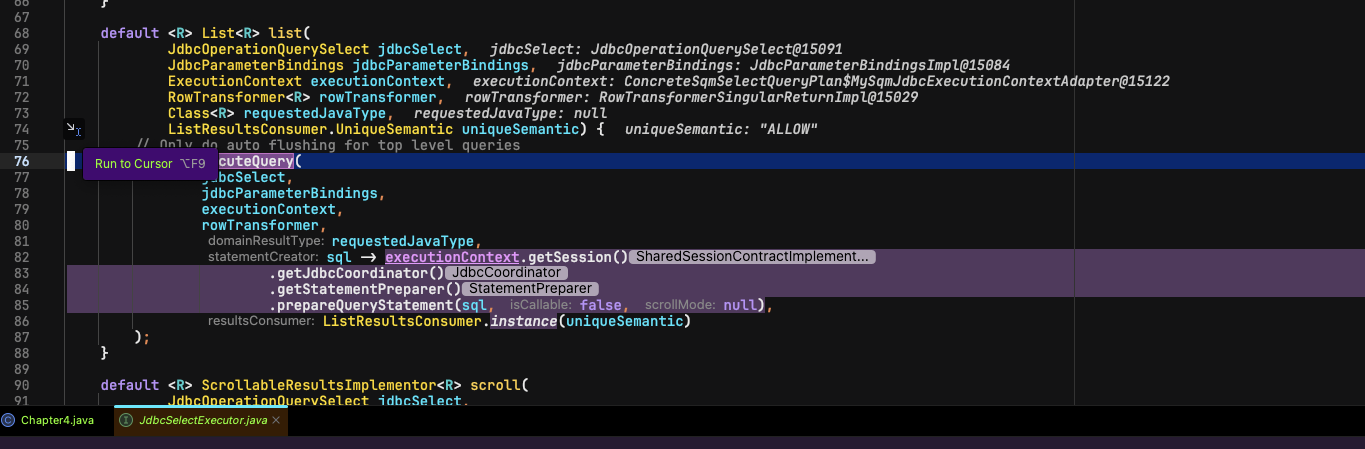 66 }
67
68 default <R> List<R> list(
69 JdbcOperationQuerySelect jdbcSelect, jdbcSelect: JdbcOperationQuerySelect@15091
70 JdbcParameterBindings jdbcParameterBindings, jdbcParameterBindings: JdbcParameterBindingsImpl@15084
71 ExecutionContext executionContext, executionContext: ConcreteSqmSelectQueryPlan$MySqmJdbcExecutionContextAdapter@15122
72 RowTransformer<R> rowTransformer, rowTransformer: RowTransformerSingularReturnImpl@15029
73 Class<R> requestedJavaType, requestedJavaType: null
74 ListResultsConsumer.UniqueSemantic uniqueSemantic) { uniqueSemantic: "ALLOW"
75 // Only do auto flushing for top level queries
76 cuteQuery(
Run to Cursor ⌥F9
77 jdbcSelect,
78 jdbcParameterBindings,
79 executionContext,
80 rowTransformer,
81 domainResultType: requestedJavaType,
82 statementCreator: sql -> executionContext.getSession() SharedSessionContractImplement...
83 .getJdbcCoordinator() JdbcCoordinator
84 .getStatementPreparer() StatementPreparer
85 .prepareQueryStatement(sql, isCallable: false, scrollMode: null),
86 resultsConsumer: ListResultsConsumer.instance(uniqueSemantic)
87 );
88 }
89
90 default <R> ScrollableResultsImplementor<R> scroll(
91 JdbcOperationQuerySelect jdbcSelect,
C Chapter4.java I JdbcSelectExecutor.java ×